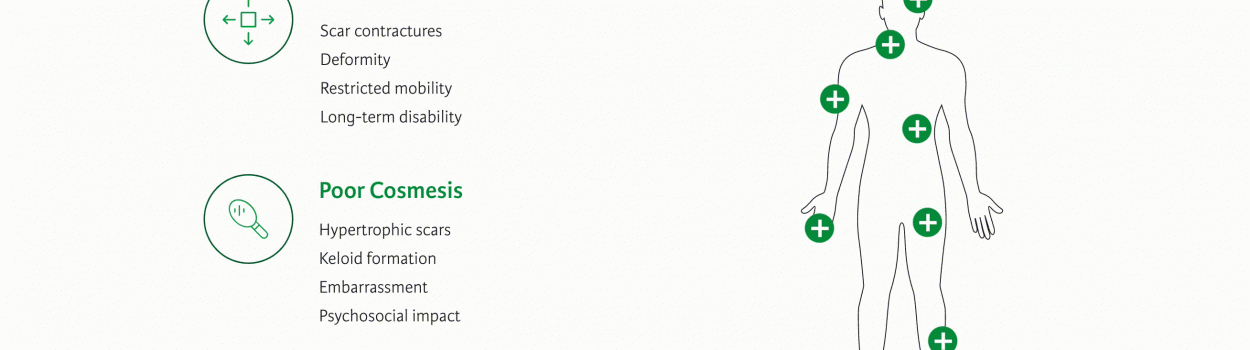 Scar contractures
Deformity
Restricted mobility
Long-term disability
Poor Cosmesis
Hypertrophic scars
Keloid formation
Embarrassment
Psychosocial impact